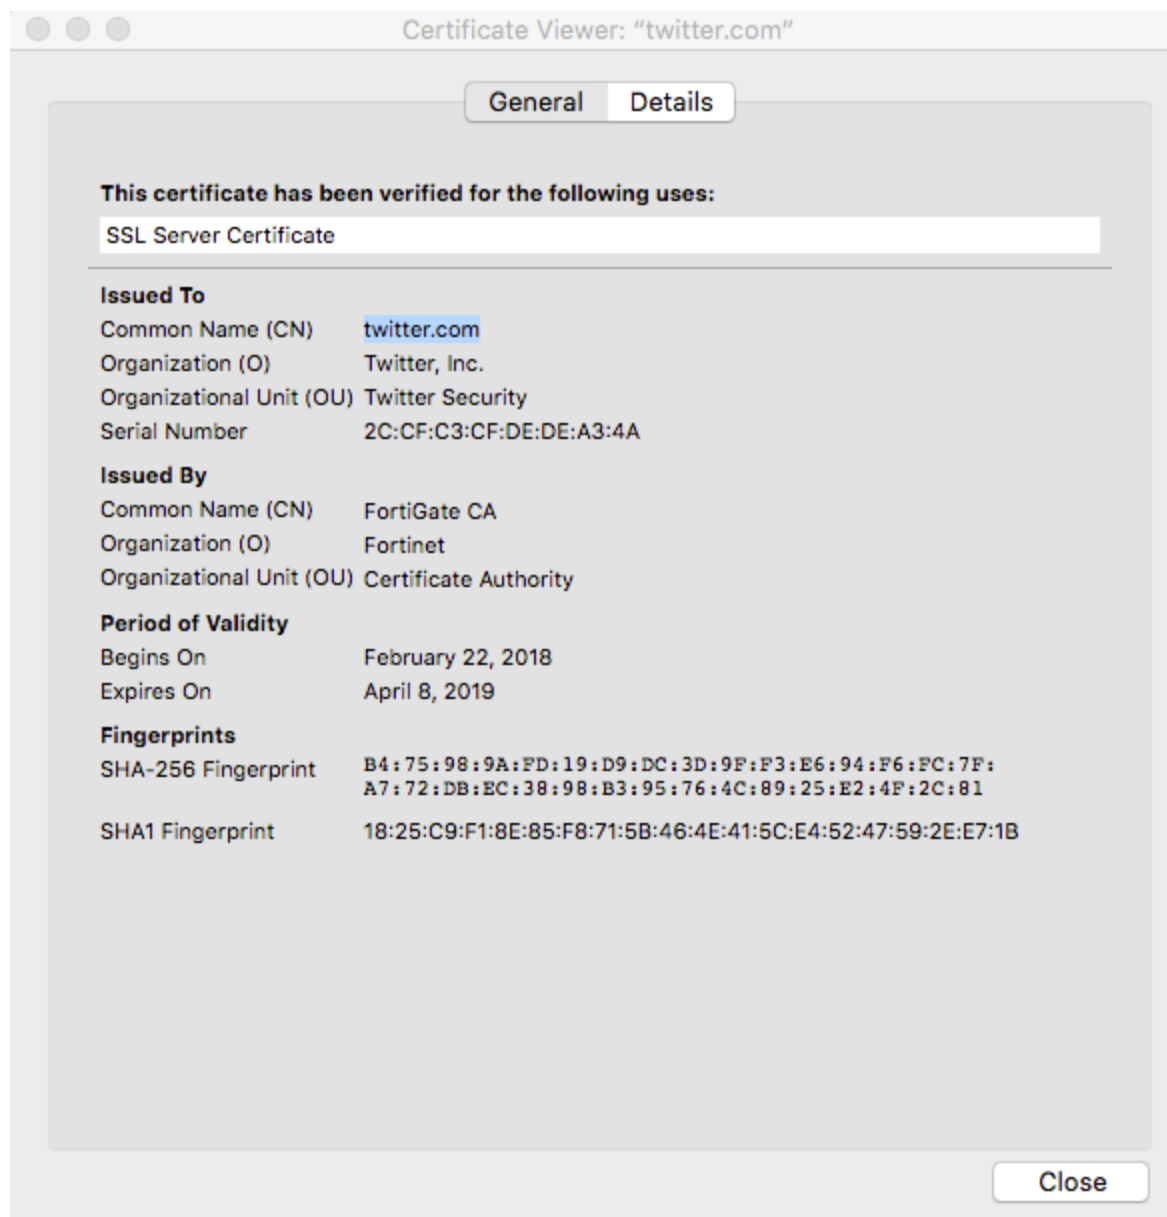 Certificate Viewer: “twitter.com”
General Details
This certificate has been verified for the following uses:
SSL Server Certificate
Issued To
Common Name (CN) twitter.com
Organization (O) Twitter, Inc.
Organizational Unit (OU) Twitter Security
Serial Number 2C:CF:C3:CF:DE:DE:A3:4A
Issued By
Common Name (CN) FortiGate CA
Organization (O) Fortinet
Organizational Unit (OU) Certificate Authority
Period of Validity
Begins On February 22, 2018
Expires On April 8, 2019
Fingerprints
SHA-256 Fingerprint B4:75:98:9A:FD:19:D9:DC:3D:9F:F3:E6:94:F6:FC:7F:
A7:72:DB:EC:38:98:B3:95:76:4C:89:25:E2:4F:2C:81
SHA1 Fingerprint 18:25:C9:F1:8E:85:F8:71:5B:46:4E:41:5C:E4:52:47:59:2E:E7:1B
Close